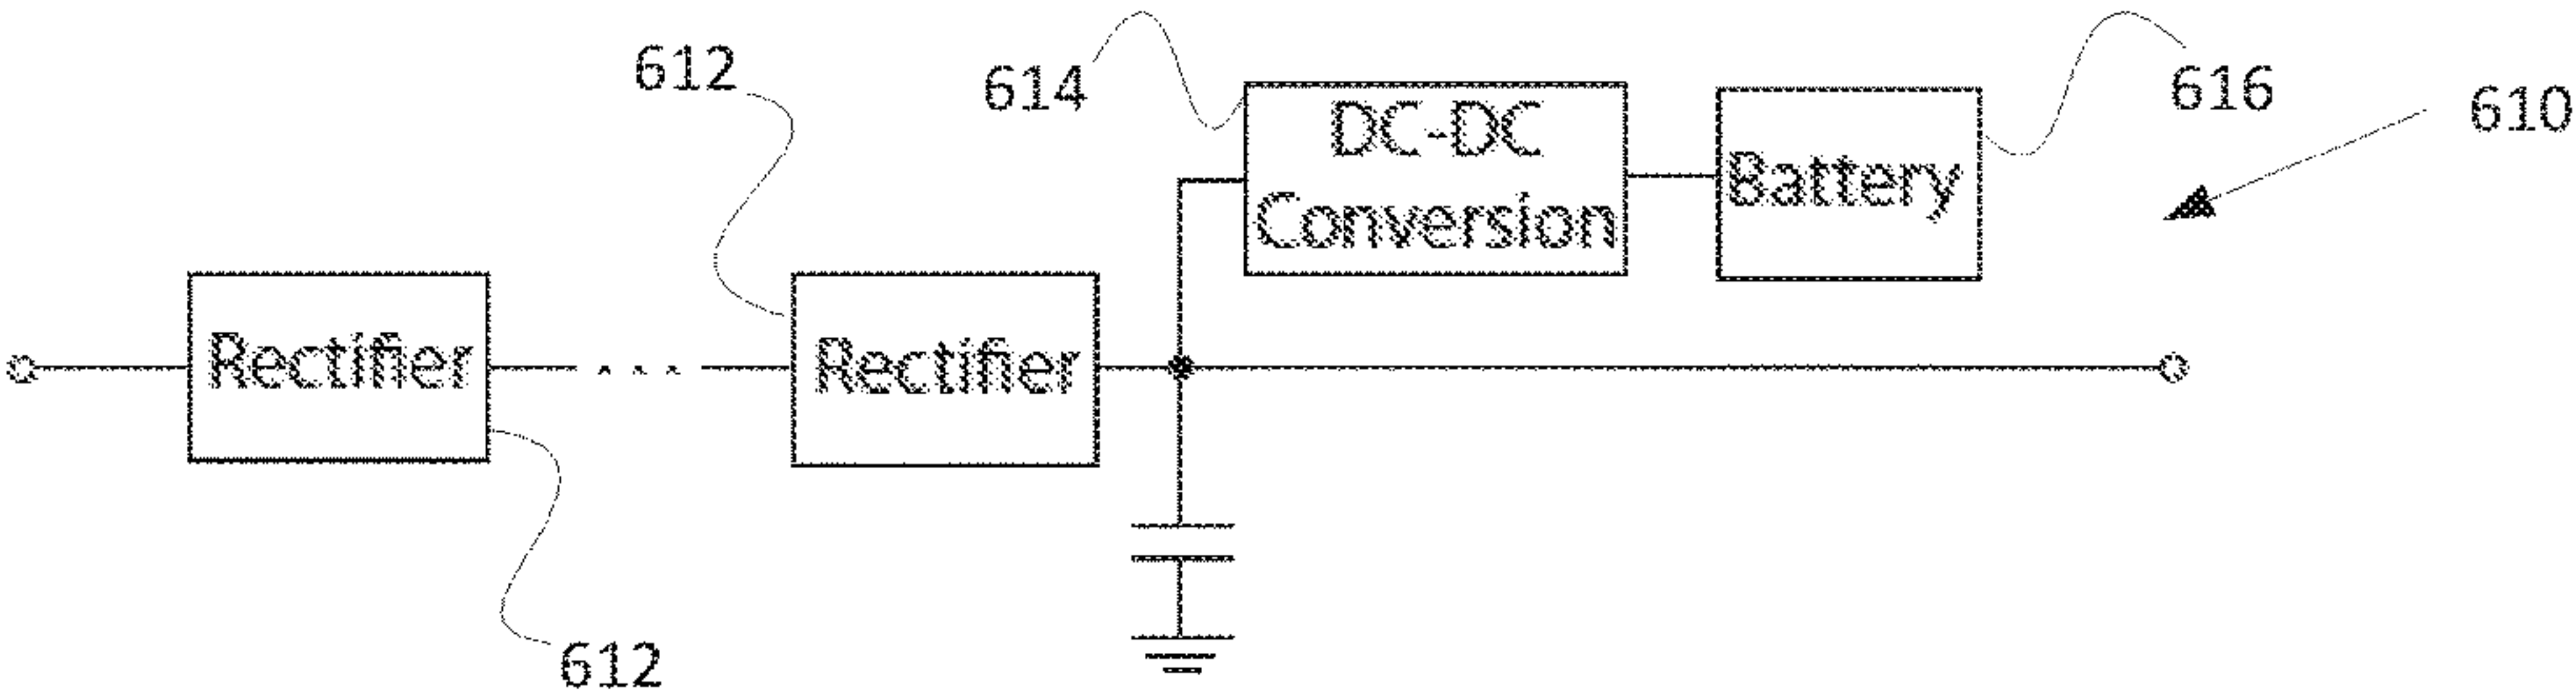 612
614
DC-DC
Conversion
Battery
616
610
Rectifier
. . .
Rectifier
612